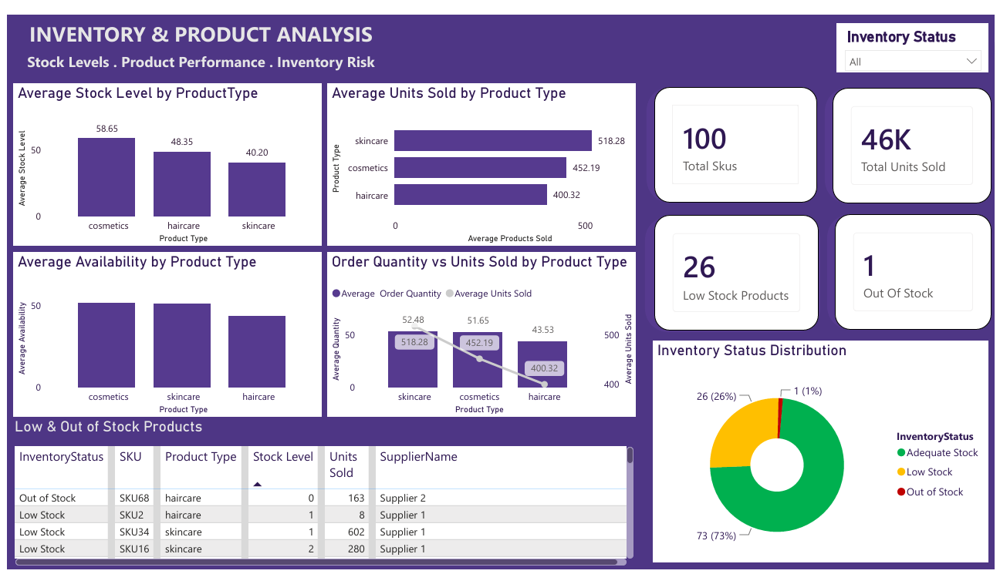 INVENTORY & PRODUCT ANALYSIS
Stock Levels . Product Performance . Inventory Risk
Inventory Status
All
Average Stock Level by ProductType
Average Stock Level
50
0
58.65
48.35
40.20
cosmetics
haircare
skincare
Product Type
Average Units Sold by Product Type
Product Type
skincare
518.28
cosmetics
452.19
haircare
400.32
0
500
Average Products Sold
100
Total Skus
46K
Total Units Sold
26
Low Stock Products
1
Out Of Stock
Average Availability by Product Type
Average Availability
50
0
cosmetics
skincare
haircare
Product Type
Order Quantity vs Units Sold by Product Type
Average Order Quantity
Average Units Sold
Average Quantity
50
0
52.48
51.65
43.53
518.28
452.19
400.32
500
400
Average Units Sold
skincare
cosmetics
haircare
Product Type
Inventory Status Distribution
26 (26%)
1 (1%)
73 (73%)
InventoryStatus
Adequate Stock
Low Stock
Out of Stock
Low & Out of Stock Products
InventoryStatus SKU Product Type Stock Level Units Sold SupplierName
Out of Stock SKU68 haircare 0 163 Supplier 2
Low Stock SKU2 haircare 1 8 Supplier 1
Low Stock SKU34 skincare 1 602 Supplier 1
Low Stock SKU16 skincare 2 280 Supplier 1